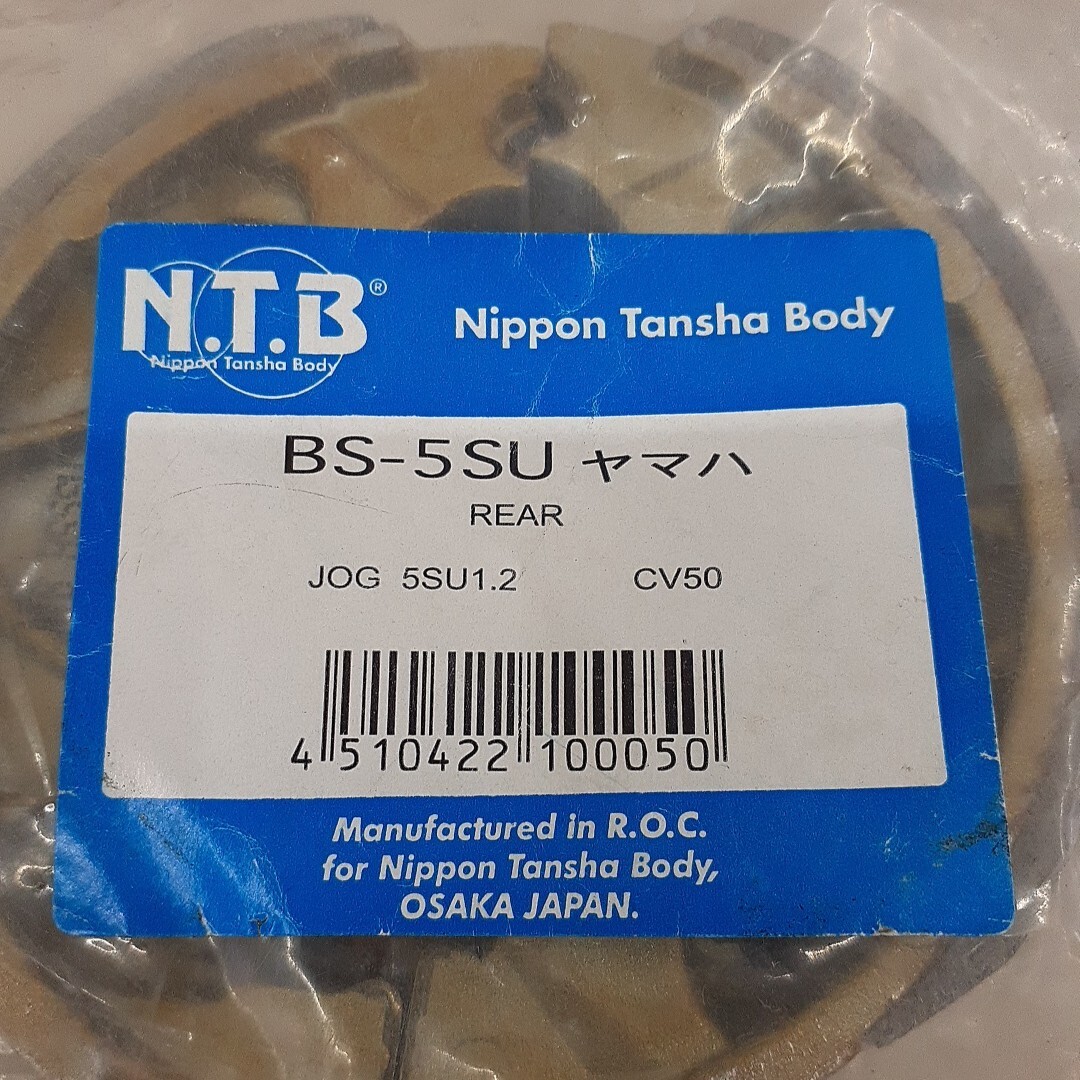 N.T.B®
Nippon Tansha Body
Nippon Tansha Body
BS-5SU ヤマハ
REAR
JOG 5SU1.2 CV50
4 510422 100050
Manufactured in R.O.C.
for Nippon Tansha Body,
OSAKA JAPAN.